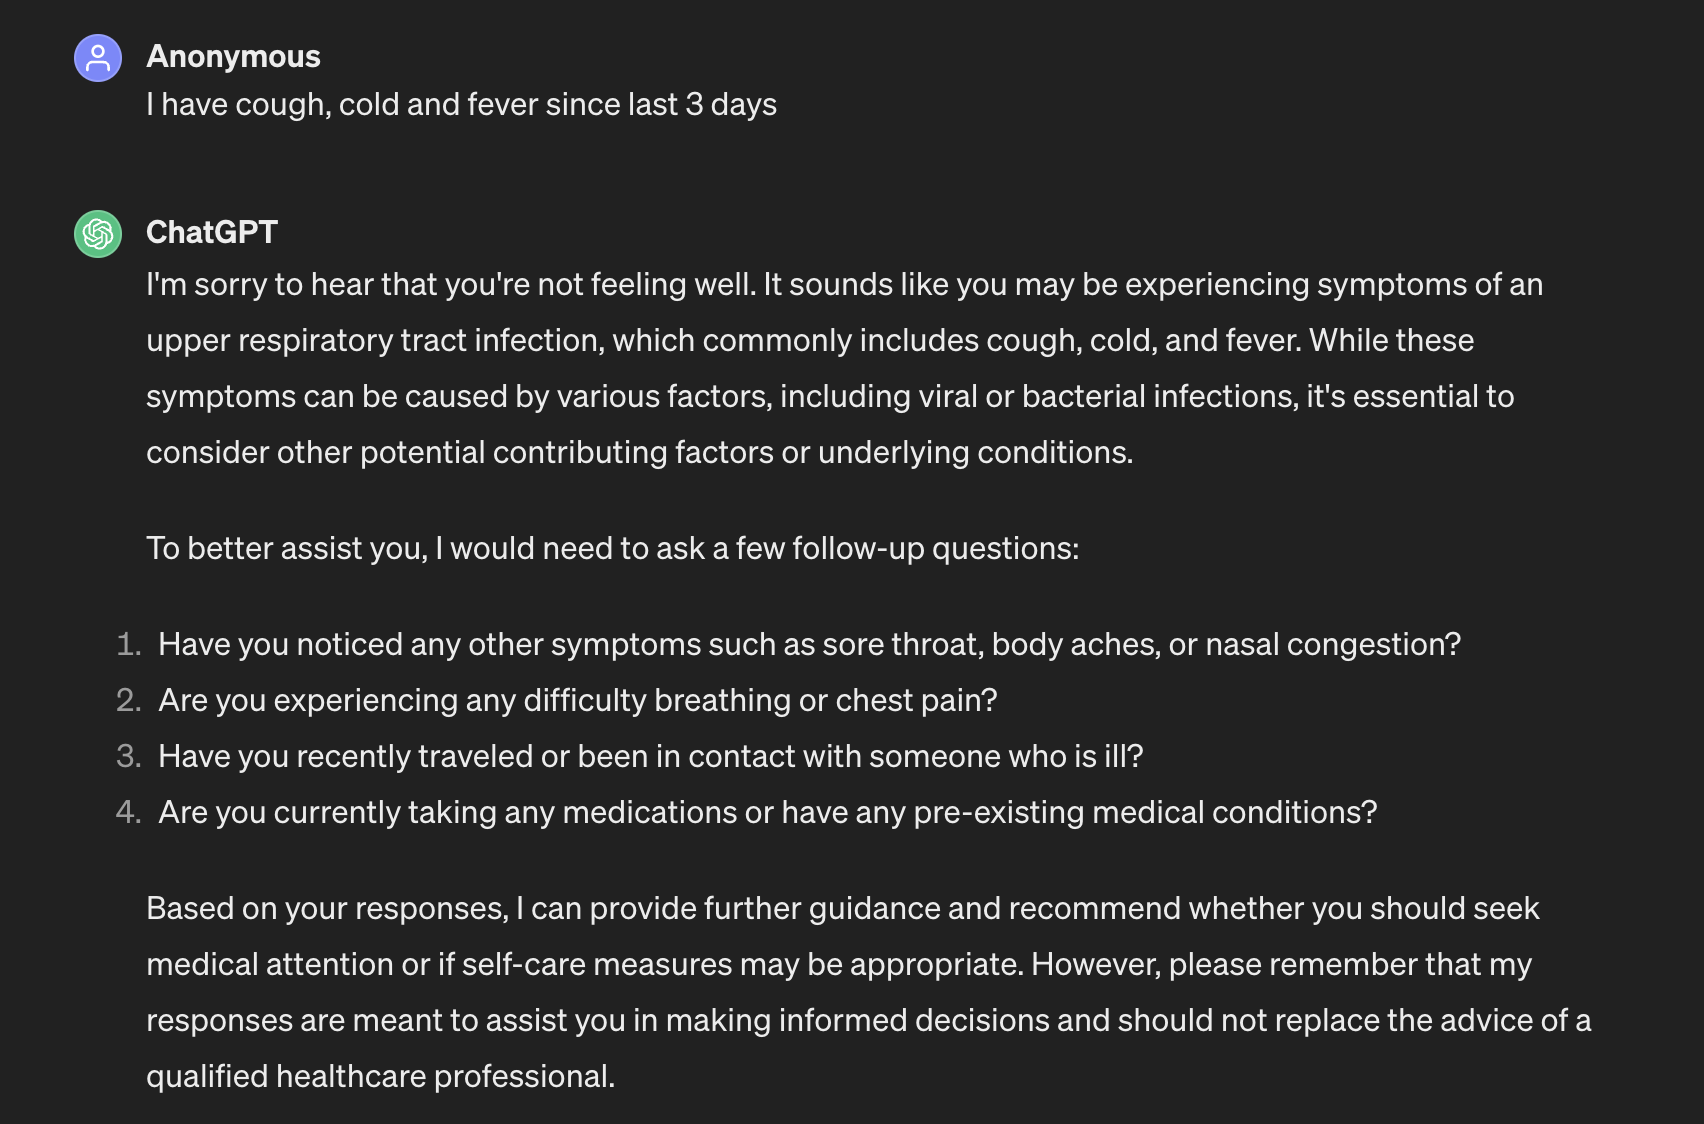 Anonymous
I have cough, cold and fever since last 3 days
ChatGPT
I'm sorry to hear that you're not feeling well. It sounds like you may be experiencing symptoms of an
upper respiratory tract infection, which commonly includes cough, cold, and fever. While these
symptoms can be caused by various factors, including viral or bacterial infections, it's essential to
consider other potential contributing factors or underlying conditions.
To better assist you, I would need to ask a few follow-up questions:
1. Have you noticed any other symptoms such as sore throat, body aches, or nasal congestion?
2. Are you experiencing any difficulty breathing or chest pain?
3. Have you recently traveled or been in contact with someone who is ill?
4. Are you currently taking any medications or have any pre-existing medical conditions?
Based on your responses, I can provide further guidance and recommend whether you should seek
medical attention or if self-care measures may be appropriate. However, please remember that my
responses are meant to assist you in making informed decisions and should not replace the advice of a
qualified healthcare professional.